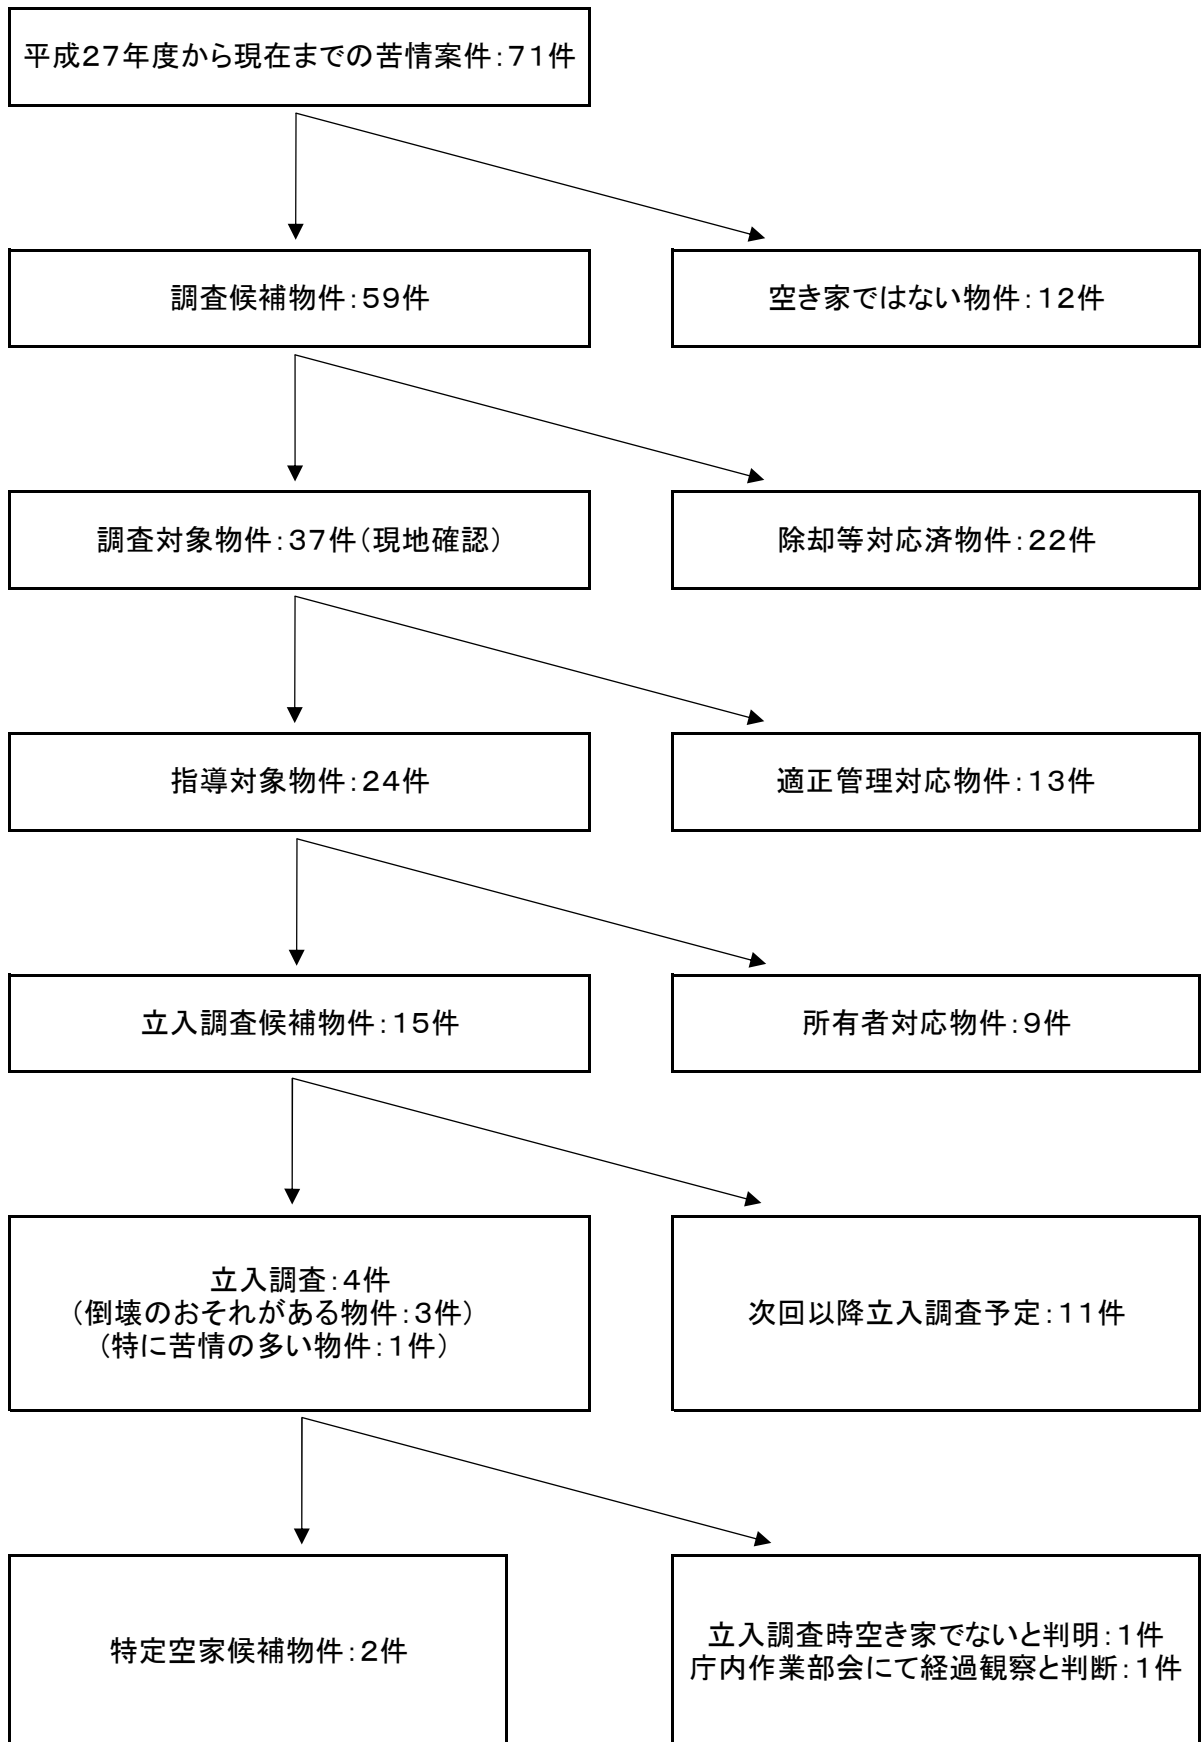 平成27年度から現在までの苦情案件：71件
調査候補物件：59件
空き家ではない物件：12件
調査対象物件：37件（現地確認）
除却等対応済物件：22件
指導対象物件：24件
適正管理対応物件：13件
立入調査候補物件：15件
所有者対応物件：9件
立入調査：4件
（倒壊のおそれがある物件：3件）
（特に苦情の多い物件：1件）
次回以降立入調査予定：11件
特定空家候補物件：2件
立入調査時空き家でないと判明：1件
庁内作業部会にて経過観察と判断：1件